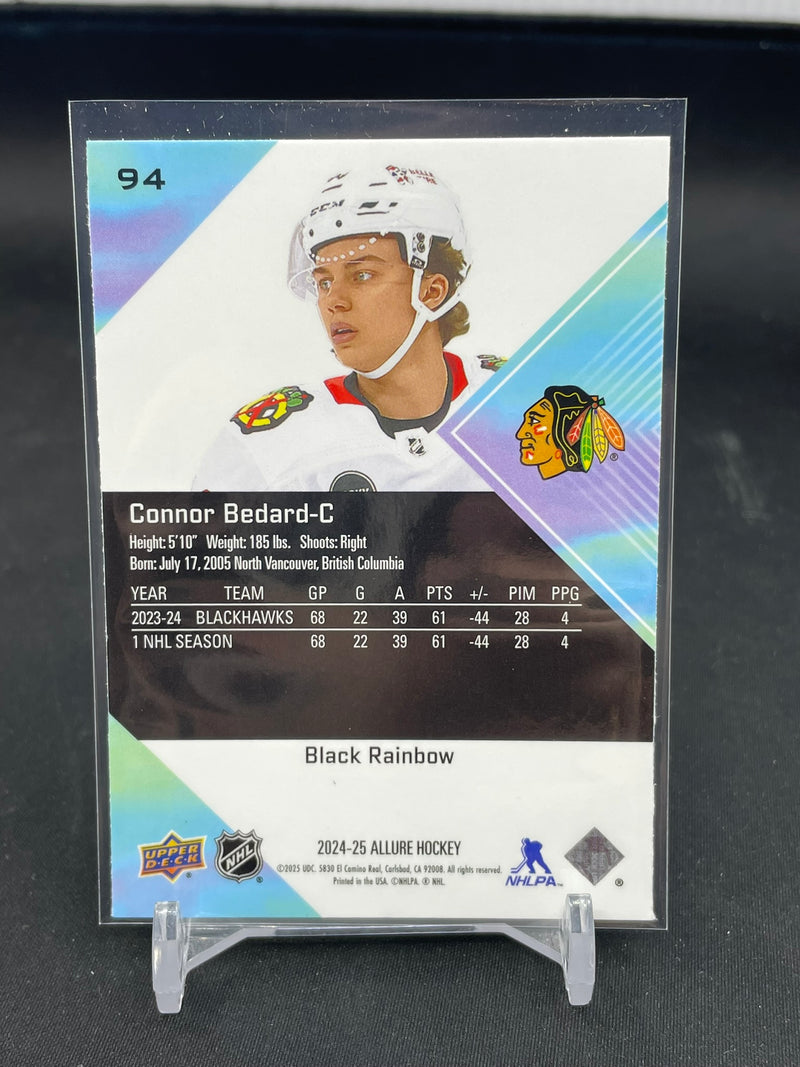 94
CCM
Connor Bedard-C
Height: 5'10" Weight: 185 lbs. Shoots: Right
Born: July 17, 2005 North Vancouver, British Columbia
YEAR TEAM GP G A PTS +/- PIM PPG
2023-24 BLACKHAWKS 68 22 39 61 -44 28 4
1 NHL SEASON 68 22 39 61 -44 28 4
Black Rainbow
UPPER DECK
NHL
®
2024-25 ALLURE HOCKEY
©2025 UDC. 5830 El Camino Real, Carlsbad, CA 92008. All rights reserved.
Printed in the USA. ©NHLPA. ® NHL.
NHLPA™
®